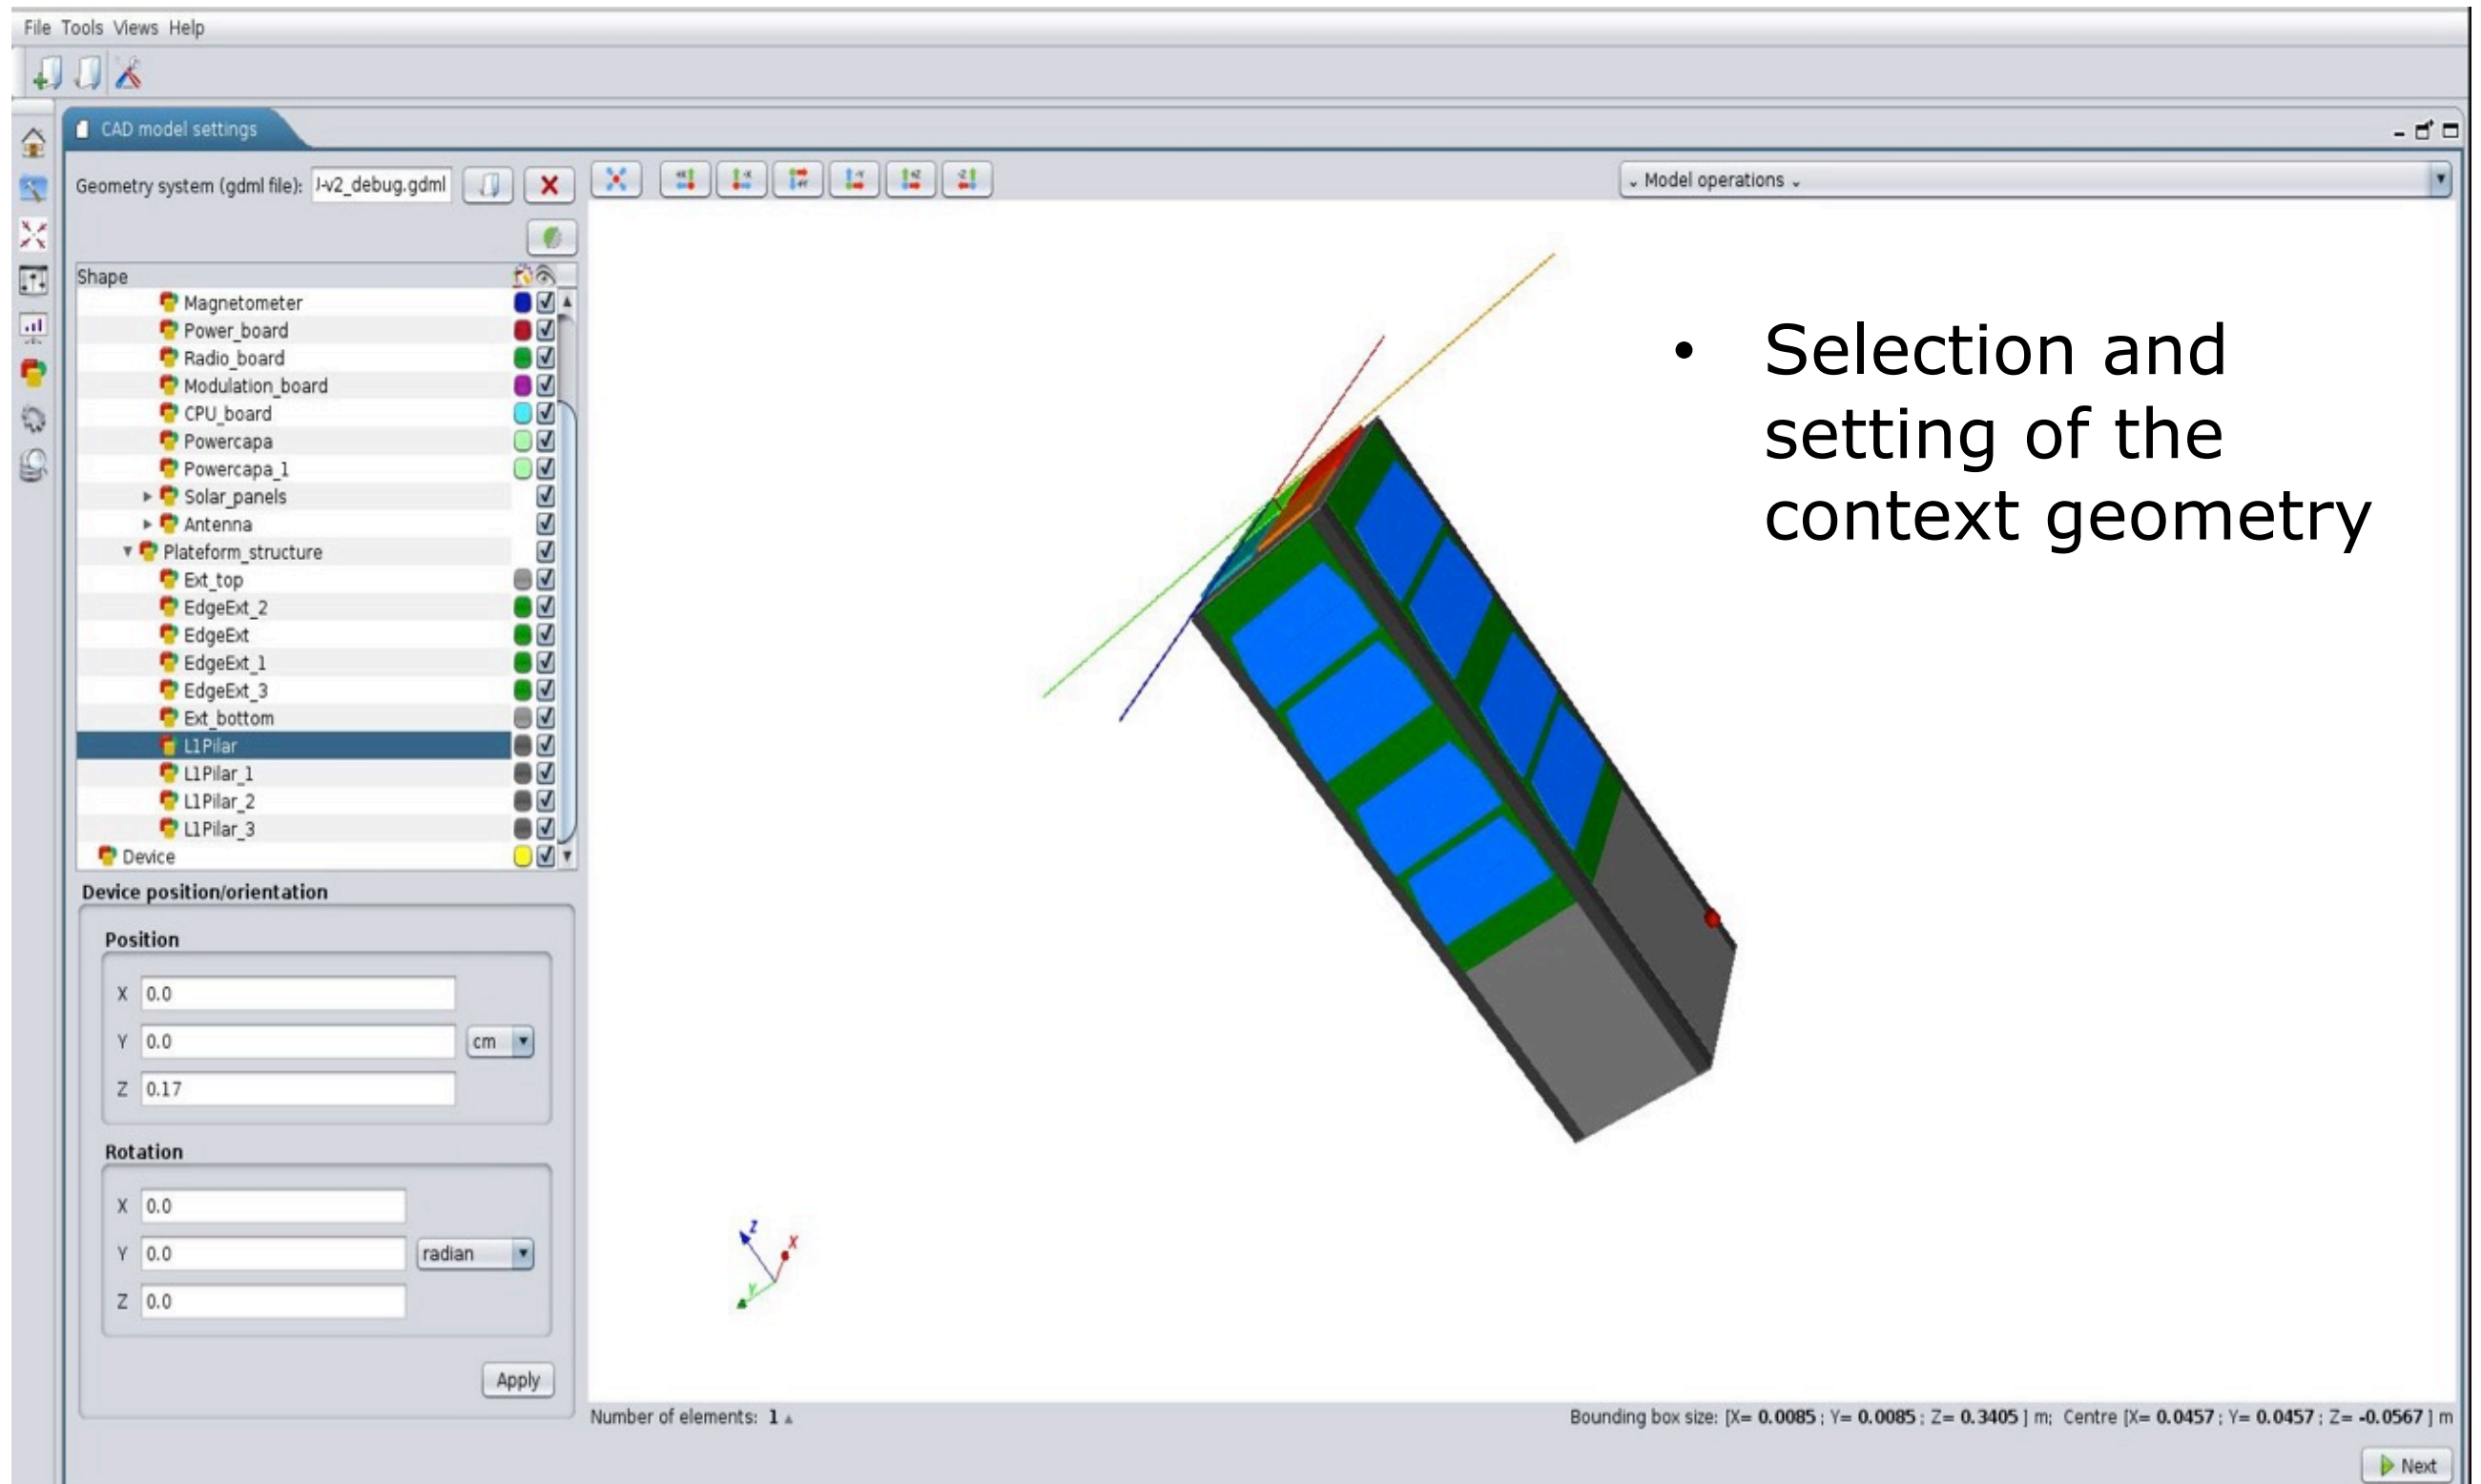 File Tools Views Help
CAD model settings
Geometry system (gdml file): J-v2_debug.gdml
Model operations
Shape
Magnetometer
Power_board
Radio_board
Modulation_board
CPU_board
Powercapa
Powercapa_1
Solar_panels
Antenna
Plateform_structure
Ext_top
EdgeExt_2
EdgeExt
EdgeExt_1
EdgeExt_3
Ext_bottom
L1Pilar
L1Pilar_1
L1Pilar_2
L1Pilar_3
Device
Device position/orientation
Position
X 0.0
Y 0.0 cm
Z 0.17
Rotation
X 0.0
Y 0.0 radian
Z 0.0
Apply
• Selection and
setting of the
context geometry
Z
X
Y
Number of elements: 1
Bounding box size: [X= 0.0085 ; Y= 0.0085 ; Z= 0.3405 ] m; Centre [X= 0.0457 ; Y= 0.0457 ; Z= -0.0567 ] m
Next